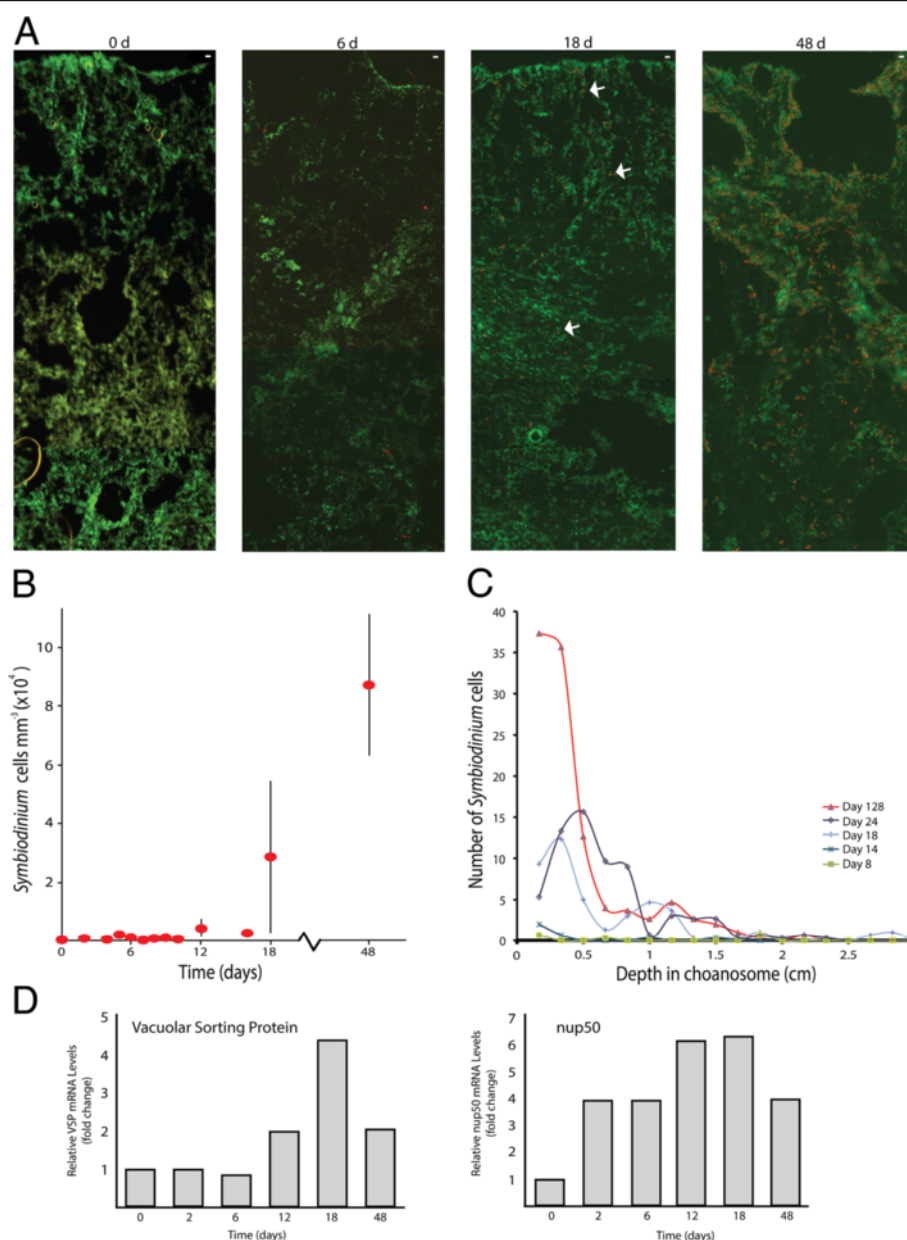 A
0 d
6 d
18 d
48 d
B
Symbiodinium cells mm⁻³ (x10⁴)
10
8
6
4
2
0
6
12
18
48
Time (days)
C
Number of Symbiodinium cells
40
35
30
25
20
15
10
5
0
0
0.5
1
1.5
2
2.5
Depth in choanosome (cm)
Day 128
Day 24
Day 18
Day 14
Day 8
D
Vacuolar Sorting Protein
Relative VSP mRNA Levels
(fold change)
5
4
3
2
1
0
2
6
12
18
48
Time (days)
nup50
Relative nup50 mRNA Levels
(fold change)
7
6
5
4
3
2
1
0
2
6
12
18
48
Time (days)